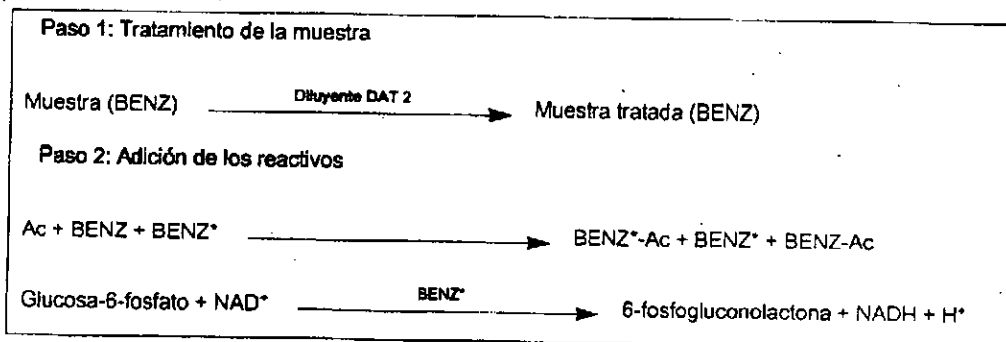 Paso 1: Tratamiento de la muestra
Muestra (BENZ) Diluyente DAT 2 Muestra tratada (BENZ)
Paso 2: Adición de los reactivos
Ac + BENZ + BENZ* BENZ*-Ac + BENZ* + BENZ-Ac
Glucosa-6-fosfato + NAD⁺ BENZ* 6-fosfogluconolactona + NADH + H⁺